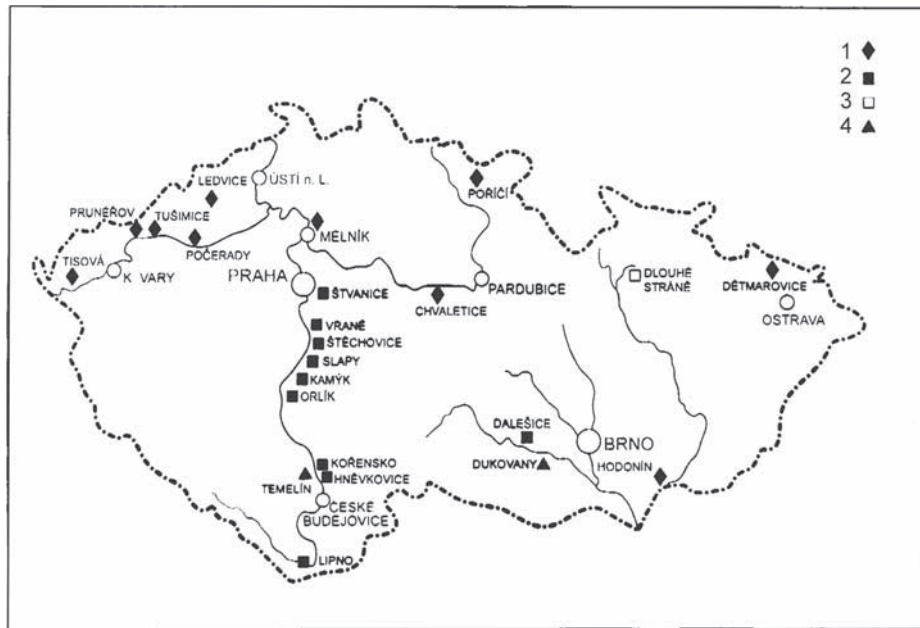 1
2
3
4
ÚSTÍ n. L.
LEDVICE
POŘÍČÍ
PRUNÉŘOV
TUŠIMICE
MĚLNÍK
POČERADY
TISOVÁ
K VARY
PRAHA
DLOUHÉ
STRÁNĚ
DĚTMAROVICE
PARDUBICE
ŠTVANICE
CHVALETICE
OSTRAVA
VRANÉ
ŠTĚCHOVICE
SLAPY
KAMÝK
ORLÍK
DALEŠICE
BRNO
KOŘENSKO
DUKOVANY
HODONÍN
TEMELÍN
HNĚVKOVICE
ČESKÉ
BUDĚJOVICE
LIPNO